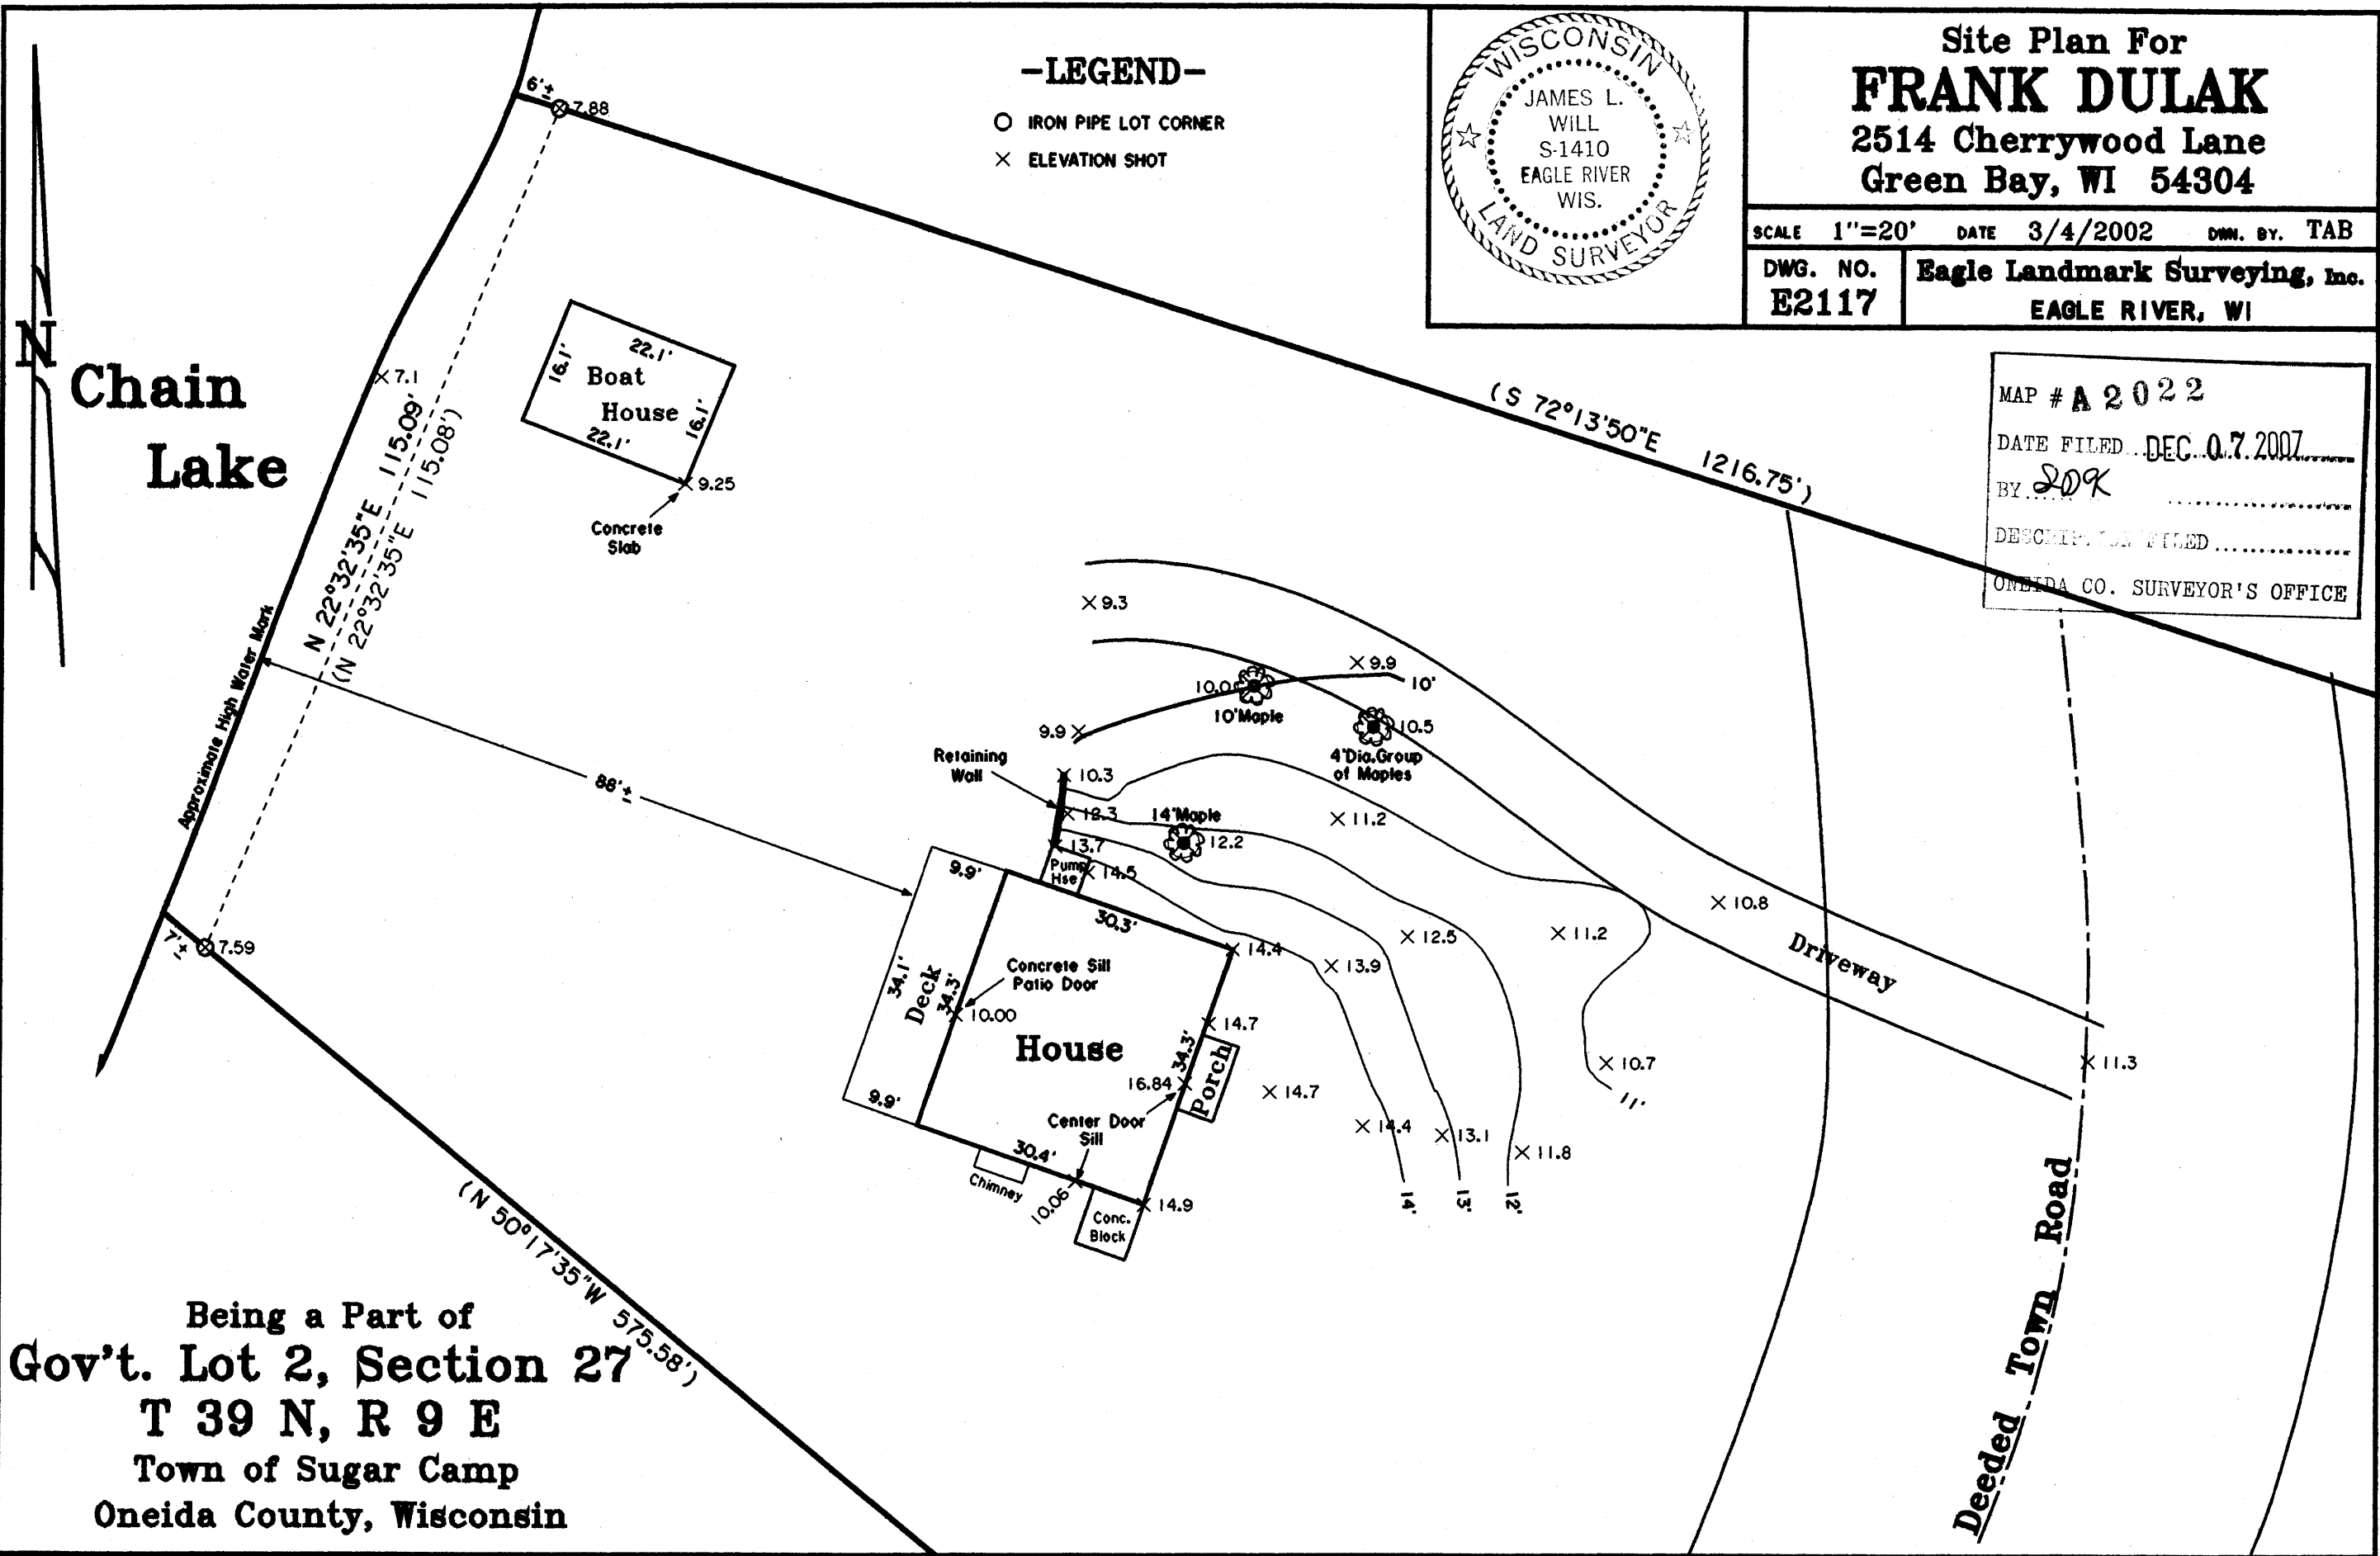 -LEGEND-
O IRON PIPE LOT CORNER
× ELEVATION SHOT
WISCONSIN
JAMES L.
WILL
S-1410
EAGLE RIVER
WIS.
LAND SURVEYOR
Site Plan For
FRANK DULAK
2514 Cherrywood Lane
Green Bay, WI 54304
SCALE 1"=20' DATE 3/4/2002 DWN. BY. TAB
DWG. NO.
E2117
Eagle Landmark Surveying, Inc.
EAGLE RIVER, WI
MAP # A 2022
DATE FILED DEC 07 2007
BY
FILED
ONEIDA CO. SURVEYOR'S OFFICE
N
Chain
Lake
6'±
7.88
7.1
N 22°32'35"E 115.09'
(N 22°32'35"E 115.08')
Approximate High Water Mark
22.1'
16.1'
Boat
House
16.1'
22.1'
9.25
Concrete
Slab
(S 72°13'50"E 1216.75')
88'±
7'±
7.59
9.3
9.9
10'
10.0
10"Maple
10.5
4'Dia.Group
of Maples
9.9
Retaining
Wall
10.3
12.3
14"Maple
12.2
11.2
13.7
Pump
Hse
14.5
9.9'
30.3'
14.4
12.5
11.2
10.8
13.9
Driveway
34.1'
Deck
34.3'
Concrete Sill
Patio Door
10.00
House
14.7
34.3'
Porch
16.84
14.7
10.7
11'
11.3
9.9'
Center Door
Sill
30.4'
Chimney
10.06
Conc.
Block
14.9
14.4
13.1
11.8
14'
13'
12'
(N 50°17'35"W 575.58')
Deeded Town Road
Being a Part of
Gov't. Lot 2, Section 27
T 39 N, R 9 E
Town of Sugar Camp
Oneida County, Wisconsin